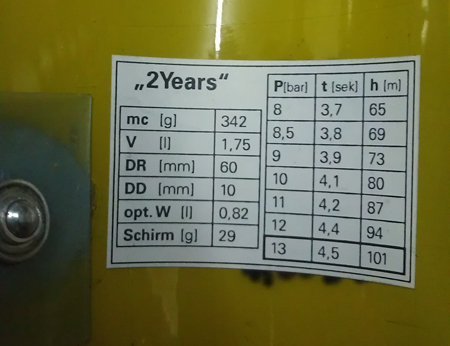 „2Years“
mc [g] 342
V [l] 1,75
DR [mm] 60
DD [mm] 10
opt. W [l] 0,82
Schirm [g] 29
P[bar] t [sek] h [m]
8 3,7 65
8,5 3,8 69
9 3,9 73
10 4,1 80
11 4,2 87
12 4,4 94
13 4,5 101